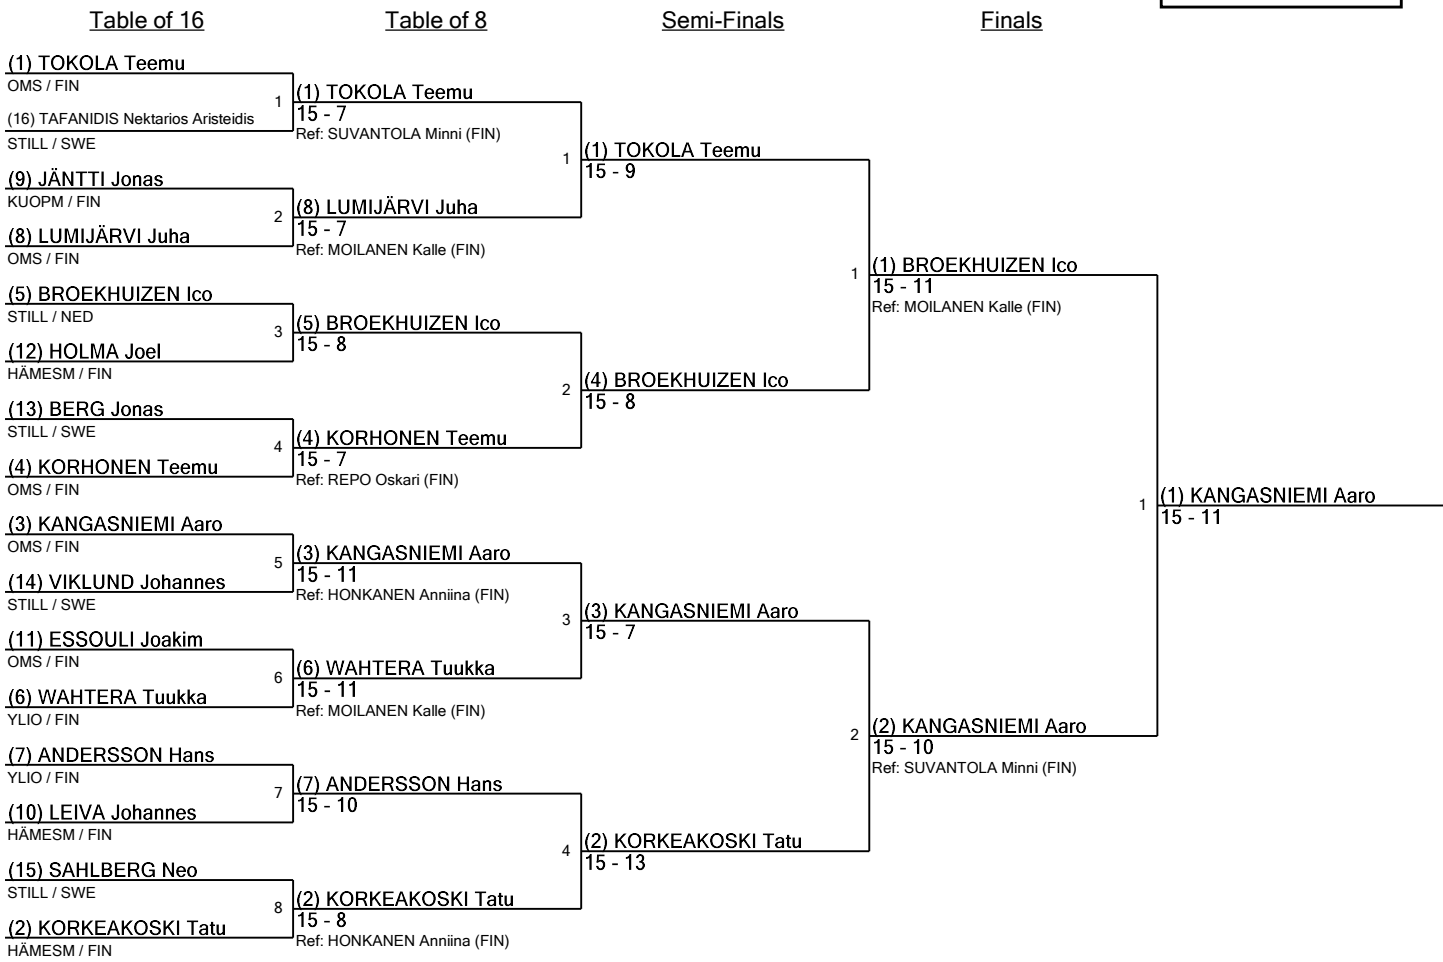 Table of 16
Table of 8
Semi-Finals
Finals
(1) TOKOLA Teemu
OMS / FIN
1
(16) TAFANIDIS Nektarios Aristeidis
STILL / SWE
(9) JÄNTTI Jonas
KUOPM / FIN
2
(8) LUMIJÄRVI Juha
OMS / FIN
(5) BROEKHUIZEN Ico
STILL / NED
3
(12) HOLMA Joel
HÄMESM / FIN
(13) BERG Jonas
STILL / SWE
4
(4) KORHONEN Teemu
OMS / FIN
(3) KANGASNIEMI Aaro
OMS / FIN
5
(14) VIKLUND Johannes
STILL / SWE
(11) ESSOULI Joakim
OMS / FIN
6
(6) WAHTERA Tuukka
YLIO / FIN
(7) ANDERSSON Hans
YLIO / FIN
7
(10) LEIVA Johannes
HÄMESM / FIN
(15) SAHLBERG Neo
STILL / SWE
8
(2) KORKEAKOSKI Tatu
HÄMESM / FIN
(1) TOKOLA Teemu
15 - 7
Ref: SUVANTOLA Minni (FIN)
1
(8) LUMIJÄRVI Juha
15 - 7
Ref: MOILANEN Kalle (FIN)
(5) BROEKHUIZEN Ico
15 - 8
2
(4) KORHONEN Teemu
15 - 7
Ref: REPO Oskari (FIN)
(3) KANGASNIEMI Aaro
15 - 11
Ref: HONKANEN Anniina (FIN)
3
(6) WAHTERA Tuukka
15 - 11
Ref: MOILANEN Kalle (FIN)
(7) ANDERSSON Hans
15 - 10
4
(2) KORKEAKOSKI Tatu
15 - 8
Ref: HONKANEN Anniina (FIN)
(1) TOKOLA Teemu
15 - 9
1
(4) BROEKHUIZEN Ico
15 - 8
(3) KANGASNIEMI Aaro
15 - 7
2
(2) KORKEAKOSKI Tatu
15 - 13
(1) BROEKHUIZEN Ico
15 - 11
Ref: MOILANEN Kalle (FIN)
1
(2) KANGASNIEMI Aaro
15 - 10
Ref: SUVANTOLA Minni (FIN)
(1) KANGASNIEMI Aaro
15 - 11